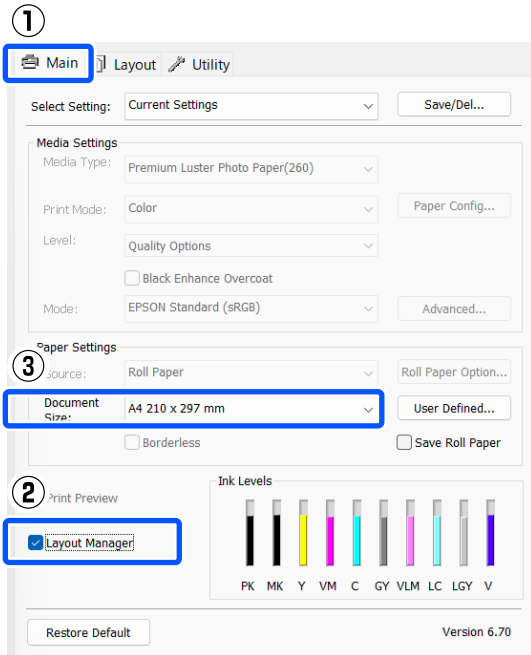 ①
Main Layout Utility
Select Setting: Current Settings Save/Del...
Media Settings
Media Type: Premium Luster Photo Paper(260)
Print Mode: Color Paper Config...
Level: Quality Options
Black Enhance Overcoat
Mode: EPSON Standard (sRGB) Advanced...
Paper Settings
③
Source: Roll Paper Roll Paper Option...
Document
Size: A4 210 x 297 mm User Defined...
Borderless Save Roll Paper
②
Print Preview
Layout Manager
Ink Levels
PK MK Y VM C GY VLM LC LGY V
Restore Default Version 6.70